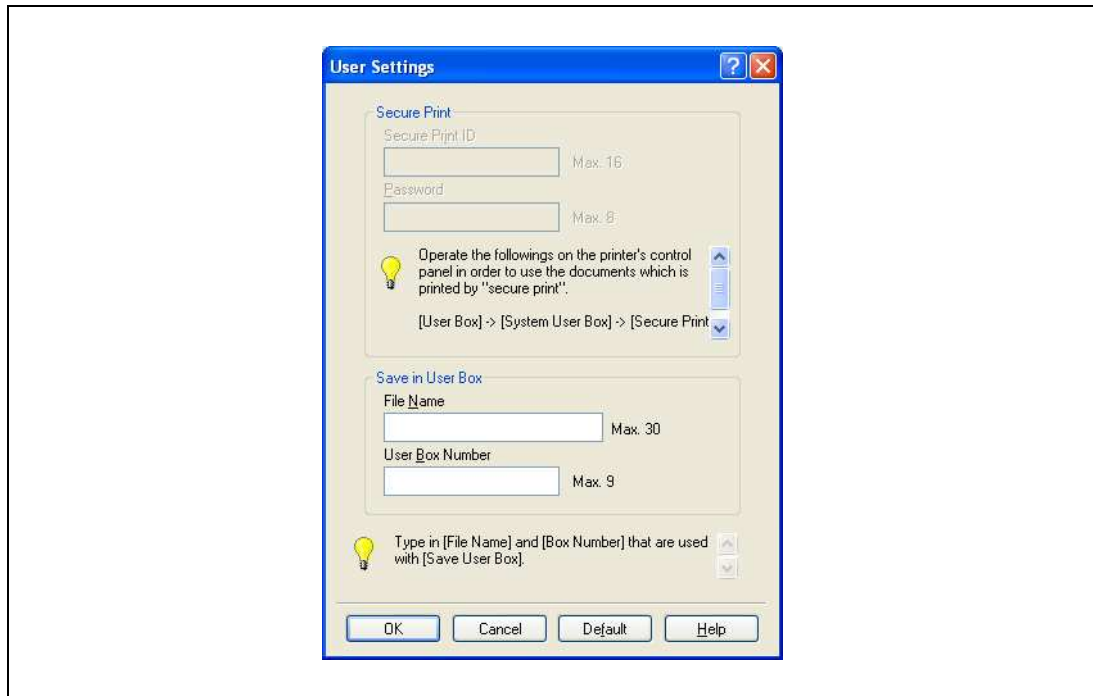 User Settings
Secure Print
Secure Print ID
Max. 16
Password
Max. 8
Operate the followings on the printer's control
panel in order to use the documents which is
printed by "secure print".
[User Box] -> [System User Box] -> [Secure Print
Save in User Box
File Name
Max. 30
User Box Number
Max. 9
Type in [File Name] and [Box Number] that are used
with [Save User Box].
OK
Cancel
Default
Help